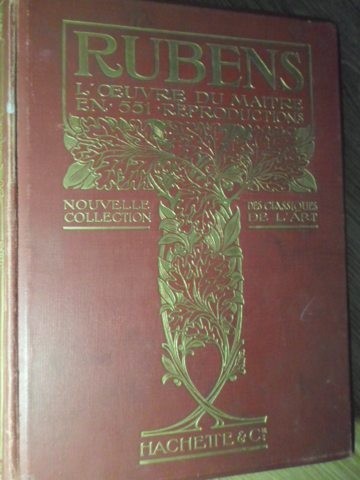 RUBENS
L'ŒUVRE DU MAITRE
EN 551 REPRODUCTIONS
NOUVELLE
COLLECTION
DES CLASSIQUES
DE L'ART
HACHETTE & CIE